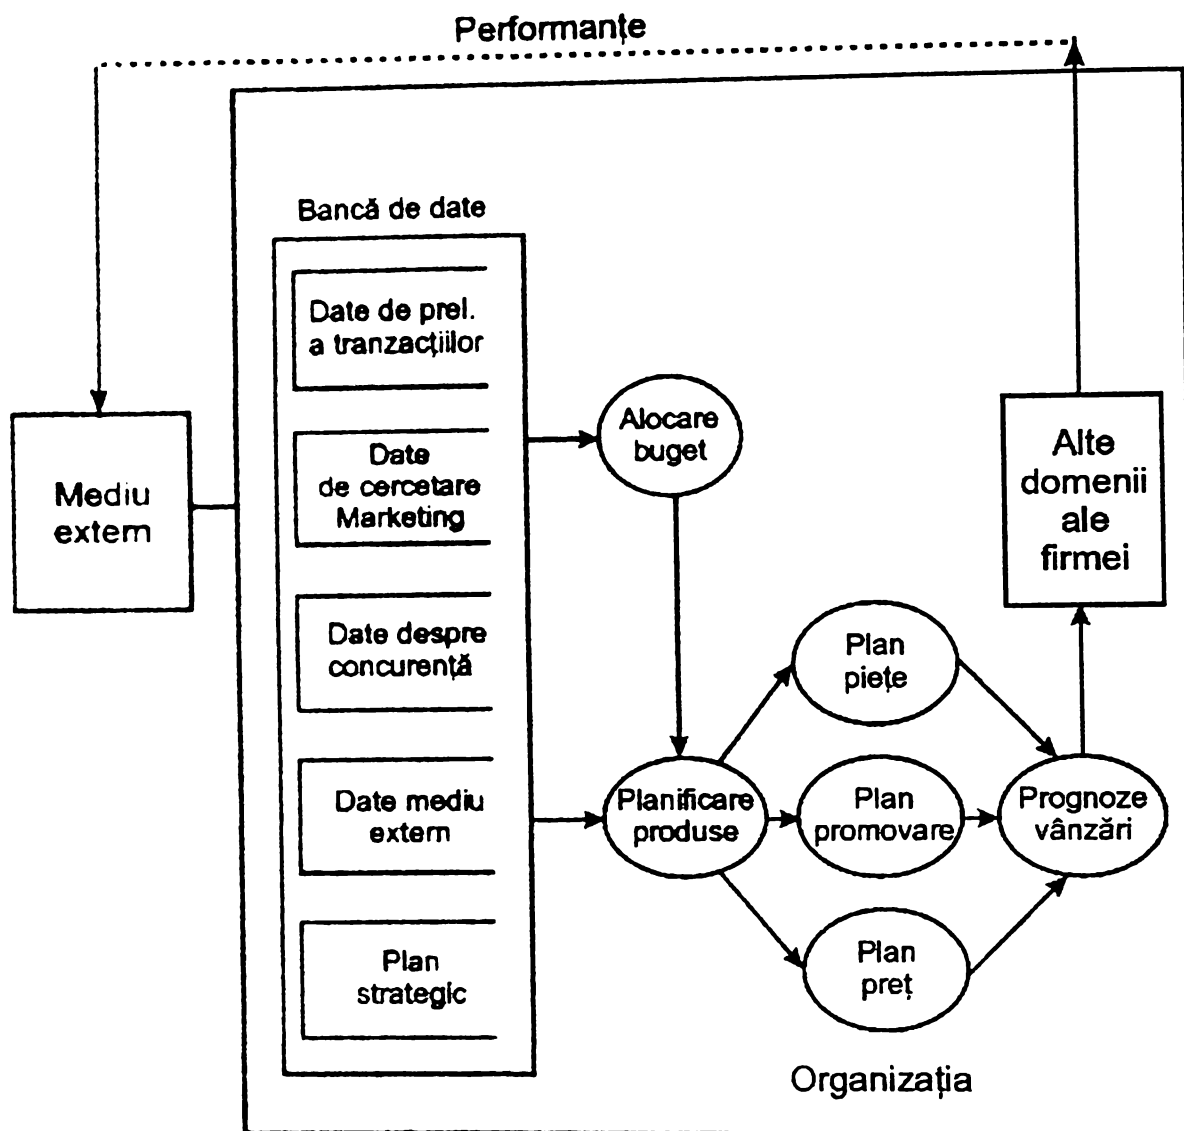 Performanțe
Bancă de date
Date de prel.
a tranzacțiilor
Date
de cercetare
Marketing
Date despre
concurență
Date mediu
extern
Plan
strategic
Mediu
extern
Alocare
buget
Planificare
produse
Plan
piețe
Plan
promovare
Plan
preț
Prognoze
vânzări
Alte
domenii
ale
firmei
Organizația